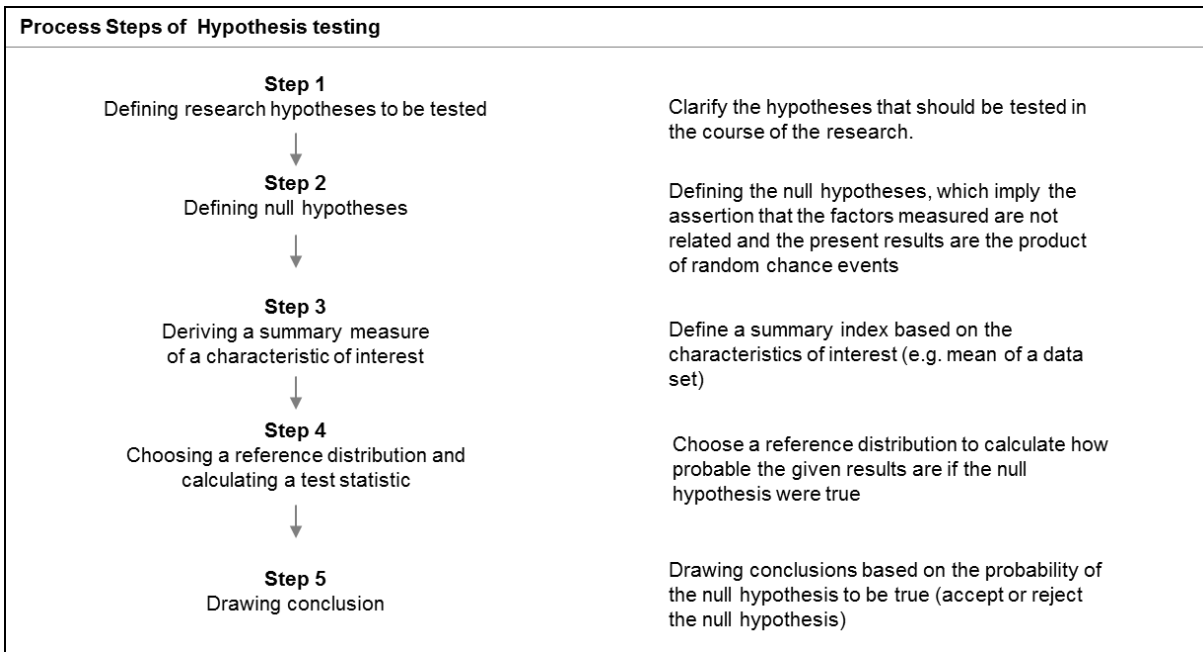 Process Steps of  Hypothesis testing
Step 1
Defining research hypotheses to be tested
Clarify the hypotheses that should be tested in
the course of the research.
Step 2
Defining null hypotheses
Defining the null hypotheses, which imply the
assertion that the factors measured are not
related and the present results are the product
of random chance events
Step 3
Deriving a summary measure
of a characteristic of interest
Define a summary index based on the
characteristics of interest (e.g. mean of a data
set)
Step 4
Choosing a reference distribution and
calculating a test statistic
Choose a reference distribution to calculate how
probable the given results are if the null
hypothesis were true
Step 5
Drawing conclusion
Drawing conclusions based on the probability of
the null hypothesis to be true (accept or reject
the null hypothesis)